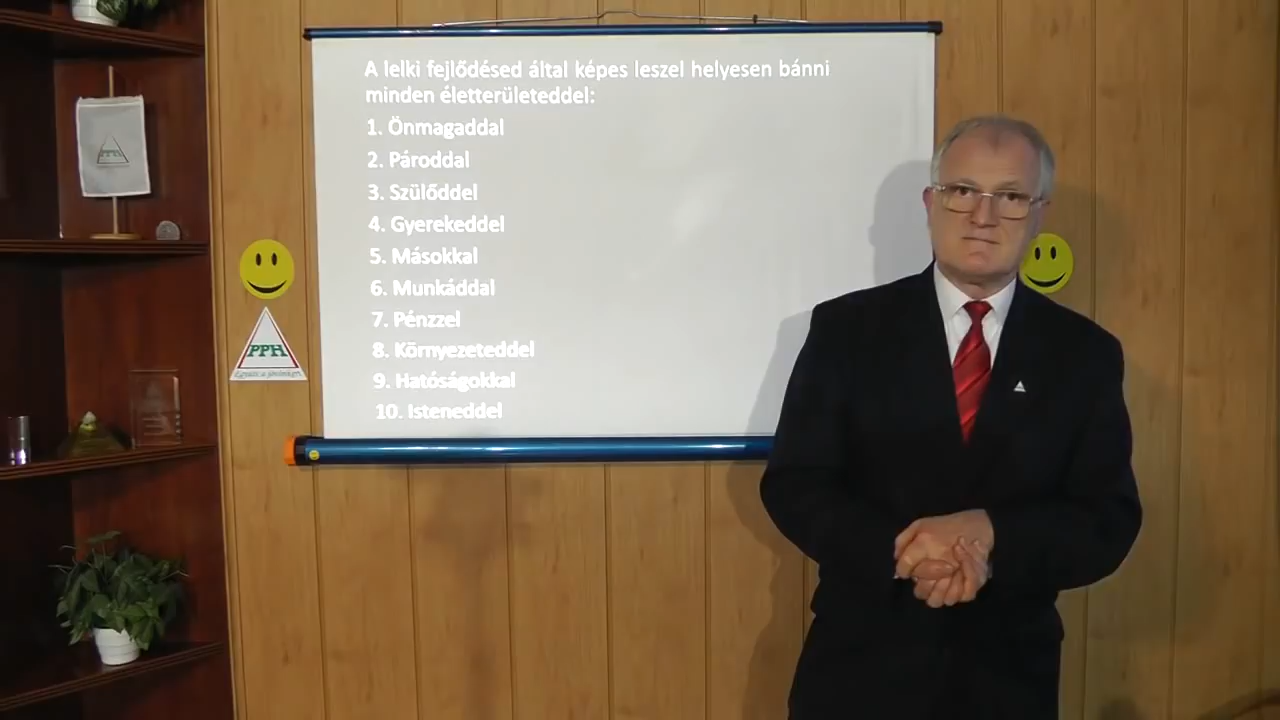 A lelki fejlődésed által képes leszel helyesen bánni
minden életterületeddel:
1. Önmagaddal
2. Pároddal
3. Szülőddel
4. Gyerekeddel
5. Másokkal
6. Munkáddal
7. Pénzzel
8. Környezeteddel
9. Hatóságokkal
10. Isteneddel
PPH
PPH